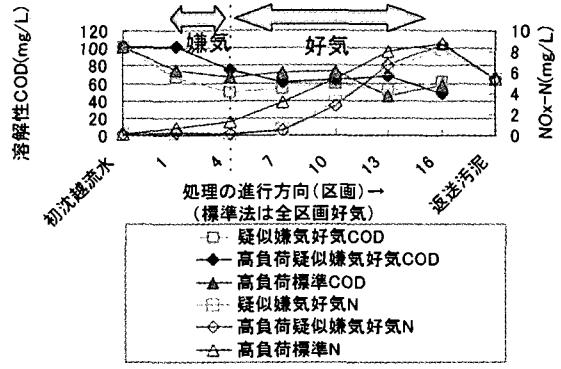 嫌気
好気
溶解性COD(mg/L)
120
100
80
60
40
20
0
10
8
6
4
2
0
NOx-N(mg/L)
初沈越流水
1
4
7
10
13
16
返送汚泥
処理の進行方向(区画)→
(標準法は全区画好気)
疑似嫌気好気COD
高負荷疑似嫌気好気COD
高負荷標準COD
疑似嫌気好気N
高負荷疑似嫌気好気N
高負荷標準N